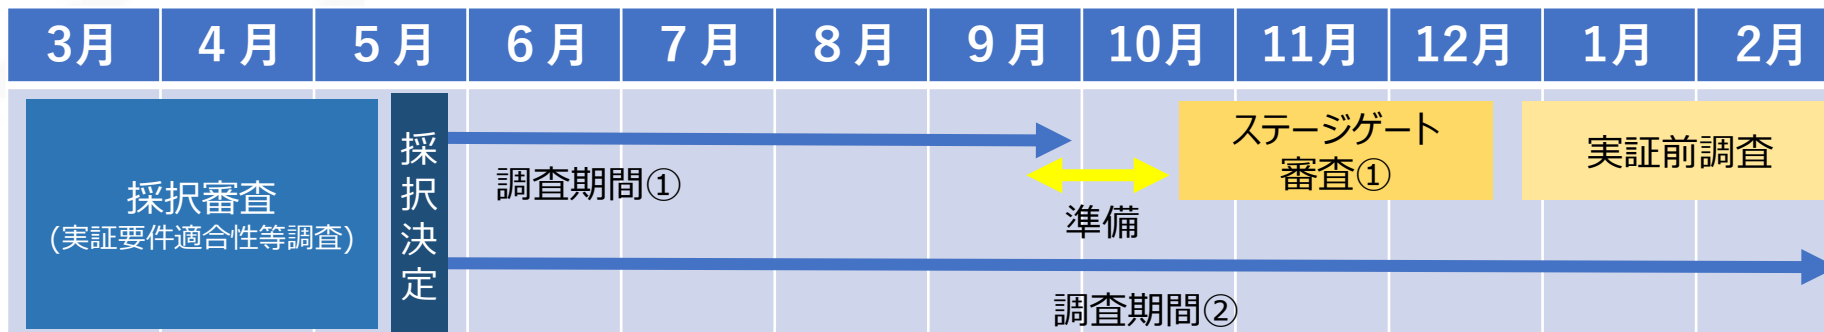 3月 4月 5月 6月 7月 8月 9月 10月 11月 12月 1月 2月
採択審査
(実証要件適合性等調査)
採択決定
調査期間①
準備
ステージゲート
審査①
実証前調査
調査期間②